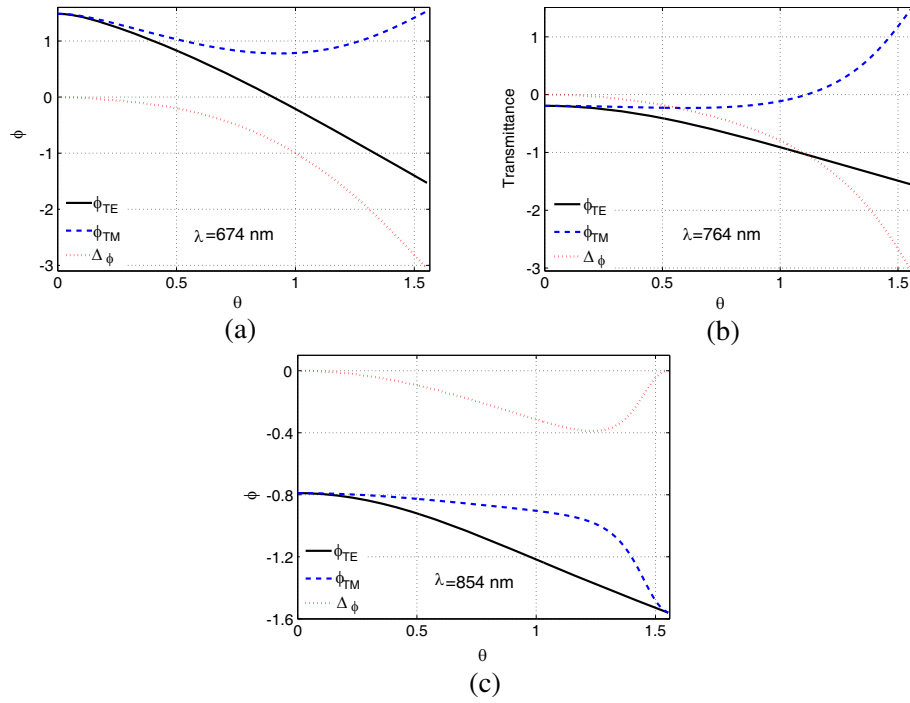 1
0
-1
-2
-3
ϕ
ϕTE
ϕTM
Δ ϕ
λ=674 nm
0 0.5 1 1.5
θ
(a)
1
0
-1
-2
-3
Transmittance
ϕTE
ϕTM
Δ ϕ
λ=764 nm
0 0.5 1 1.5
θ
(b)
0
-0.4
-0.8
-1.2
-1.6
ϕ
ϕTE
ϕTM
Δ ϕ
λ=854 nm
0 0.5 1 1.5
θ
(c)